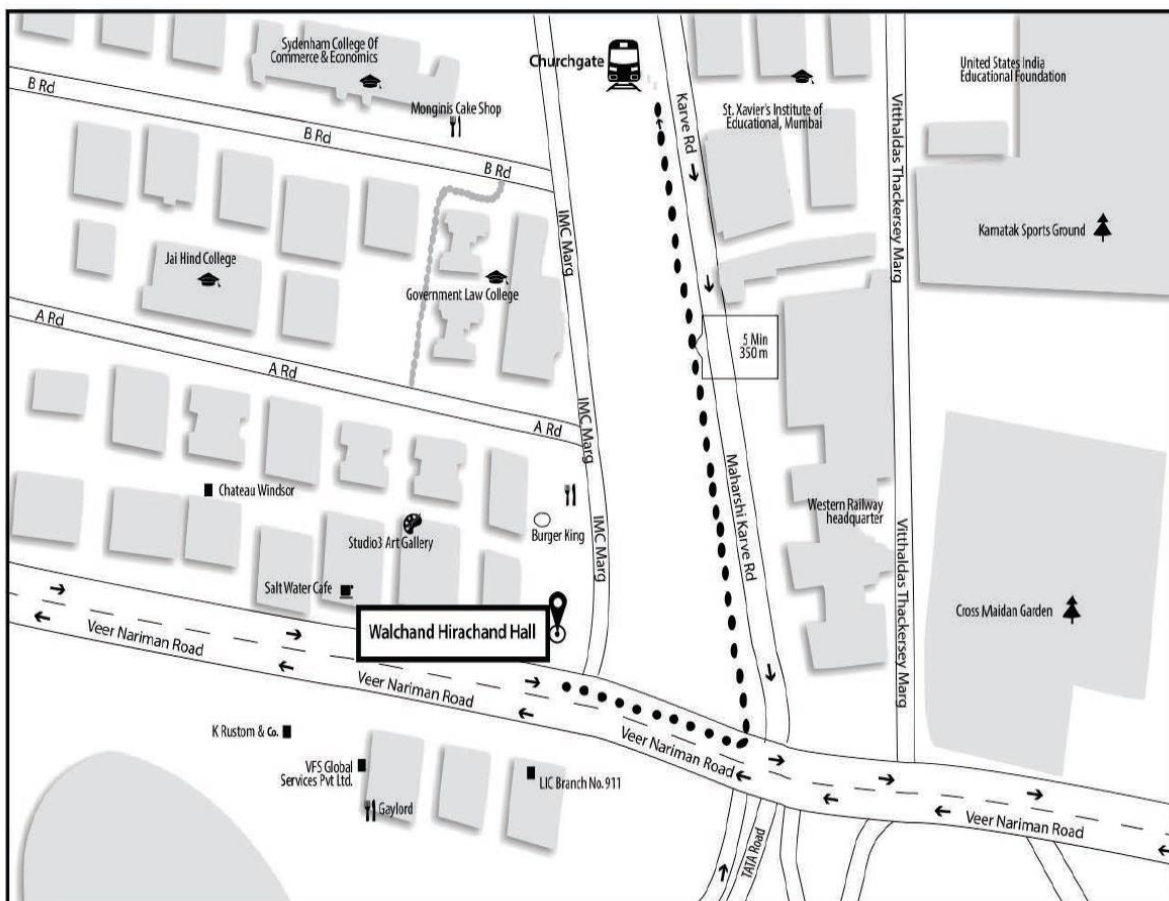 Sydenham College Of
Commerce & Economics
Churchgate
United States India
Educational Foundation
B Rd
Monginis Cake Shop
Karve Rd
St. Xavier's Institute of
Educational, Mumbai
Vitthaldas Thackersey Marg
B Rd
B Rd
IMC Marg
Karnatak Sports Ground
Jai Hind College
Government Law College
A Rd
5 Min
350 m
A Rd
A Rd
IMC Marg
Maharshi Karve Rd
Chateau Windsor
Western Railway
headquarter
Studio3 Art Gallery
Burger King
IMC Marg
Vitthaldas Thackersey Marg
Salt Water Cafe
Cross Maidan Garden
Walchand Hirachand Hall
Veer Nariman Road
Veer Nariman Road
K Rustom & Co.
Veer Nariman Road
VFS Global
Services Pvt Ltd.
LIC Branch No. 911
Gaylord
Veer Nariman Road
TATA Road